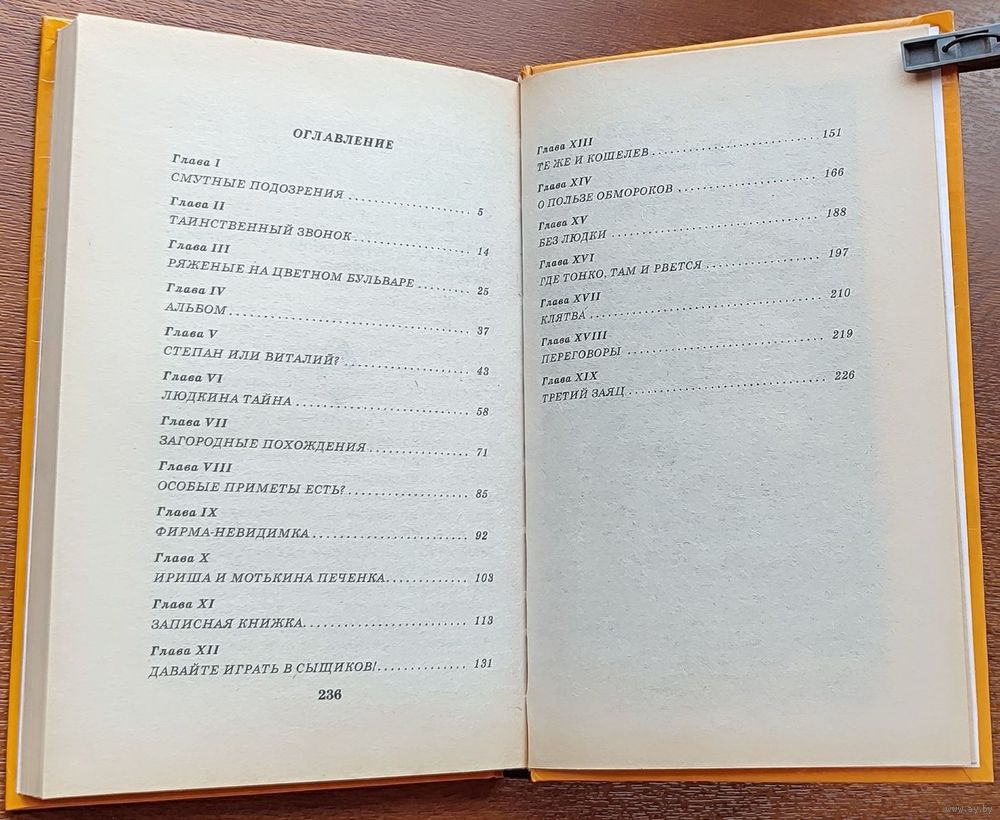 ОГЛАВЛЕНИЕ
Глава I
СМУТНЫЕ ПОДОЗРЕНИЯ .................... 5
Глава II
ТАИНСТВЕННЫЙ ЗВОНОК .................... 14
Глава III
РЯЖЕНЫЕ НА ЦВЕТНОМ БУЛЬВАРЕ ........ 25
Глава IV
АЛЬБОМ .................... 37
Глава V
СТЕПАН ИЛИ ВИТАЛИЙ? .................... 43
Глава VI
ЛЮДКИНА ТАЙНА .................... 58
Глава VII
ЗАГОРОДНЫЕ ПОХОЖДЕНИЯ .................... 71
Глава VIII
ОСОБЫЕ ПРИМЕТЫ ЕСТЬ? .................... 85
Глава IX
ФИРМА-НЕВИДИМКА .................... 92
Глава X
ИРИША И МОТЬКИНА ПЕЧЕНКА ............ 103
Глава XI
ЗАПИСНАЯ КНИЖКА .................... 113
Глава XII
ДАВАЙТЕ ИГРАТЬ В СЫЩИКОВ! ............ 131
236
Глава XIII
ТЕ ЖЕ И КОШЕЛЕВ .................... 151
Глава XIV
О ПОЛЬЗЕ ОБМОРОКОВ .................... 166
Глава XV
БЕЗ ЛЮДКИ .................... 188
Глава XVI
ГДЕ ТОНКО, ТАМ И РВЕТСЯ .................... 197
Глава XVII
КЛЯТВА .................... 210
Глава XVIII
ПЕРЕГОВОРЫ .................... 219
Глава XIX
ТРЕТИЙ ЗАЯЦ .................... 226
www.ay.by